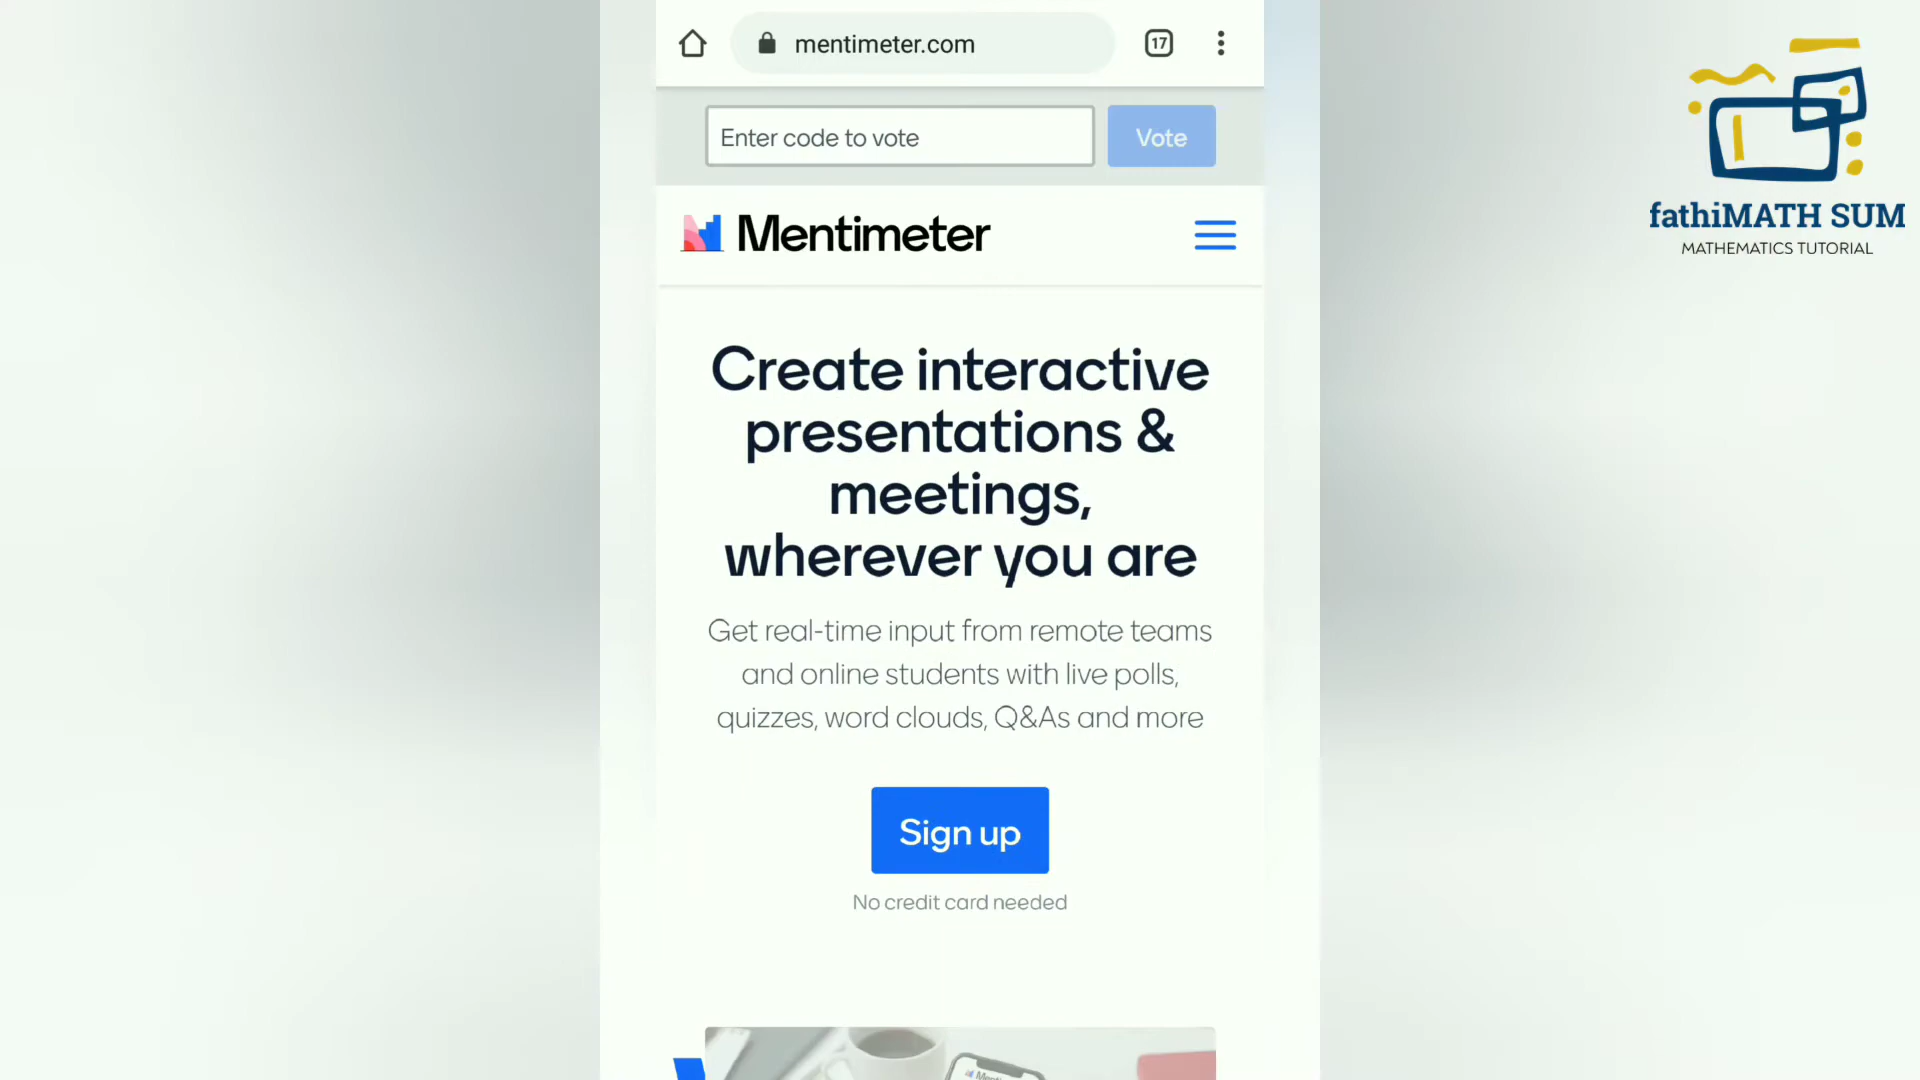 mentimeter.com
17
Enter code to vote
Vote
Mentimeter
Create interactive
presentations &
meetings,
wherever you are
Get real-time input from remote teams
and online students with live polls,
quizzes, word clouds, Q&As and more
Sign up
No credit card needed
fathiMATH SUM
MATHEMATICS TUTORIAL